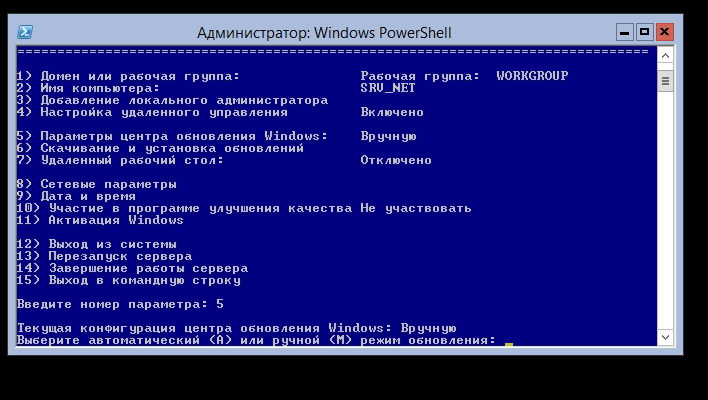 Администратор: Windows PowerShell
===============================================================================
1) Домен или рабочая группа: Рабочая группа: WORKGROUP
2) Имя компьютера: SRV_NET
3) Добавление локального администратора
4) Настройка удаленного управления Включено
5) Параметры центра обновления Windows: Вручную
6) Скачивание и установка обновлений
7) Удаленный рабочий стол: Отключено
8) Сетевые параметры
9) Дата и время
10) Участие в программе улучшения качества Не участвовать
11) Активация Windows
12) Выход из системы
13) Перезапуск сервера
14) Завершение работы сервера
15) Выход в командную строку
Введите номер параметра: 5
Текущая конфигурация центра обновления Windows: Вручную
Выберите автоматический (A) или ручной (M) режим обновления: